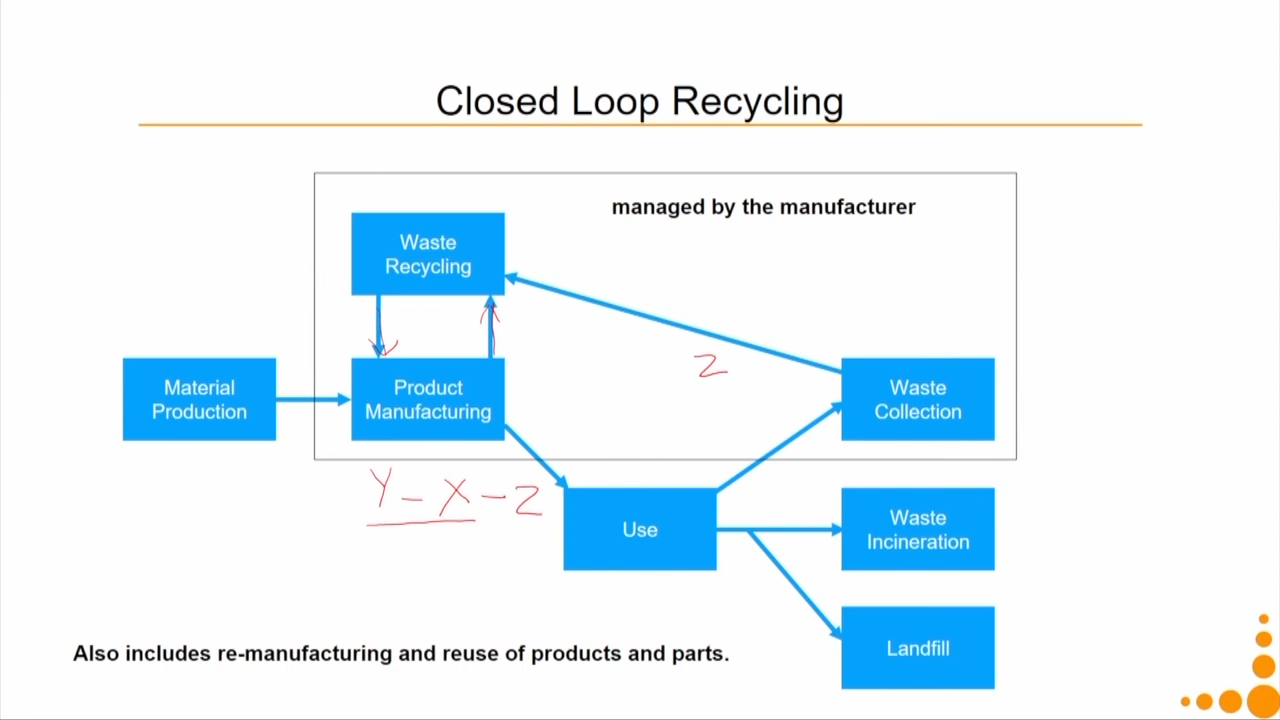 Closed Loop Recycling
managed by the manufacturer
Waste
Recycling
Material
Production
Product
Manufacturing
Waste
Collection
Z
Y - X - Z
Use
Waste
Incineration
Landfill
Also includes re-manufacturing and reuse of products and parts.